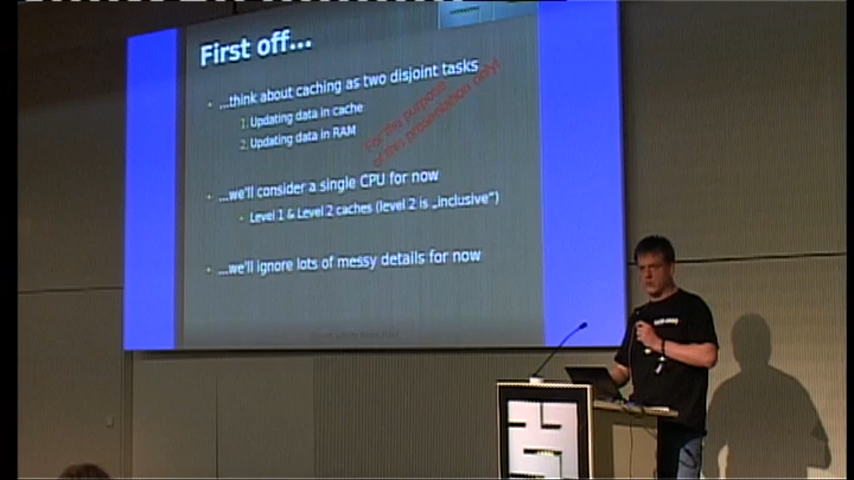 First off...
...think about caching as two disjoint tasks
1. Updating data in cache
2. Updating data in RAM
For the purpose
of this presentation only!
...we'll consider a single CPU for now
Level 1 & Level 2 caches (level 2 is „inclusive“)
...we'll ignore lots of messy details for now